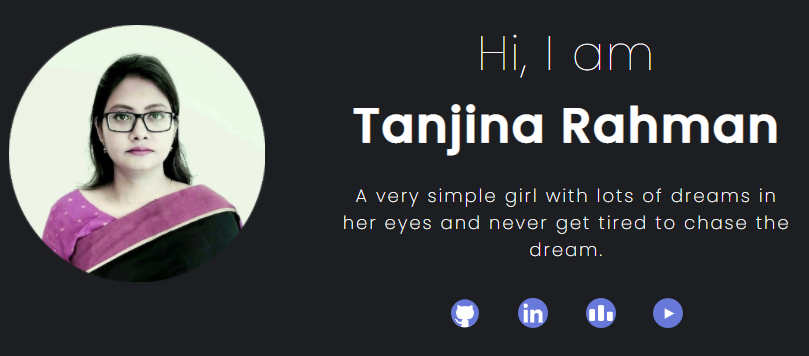 Hi, I am
Tanjina Rahman
A very simple girl with lots of dreams in
her eyes and never get tired to chase the
dream.
in